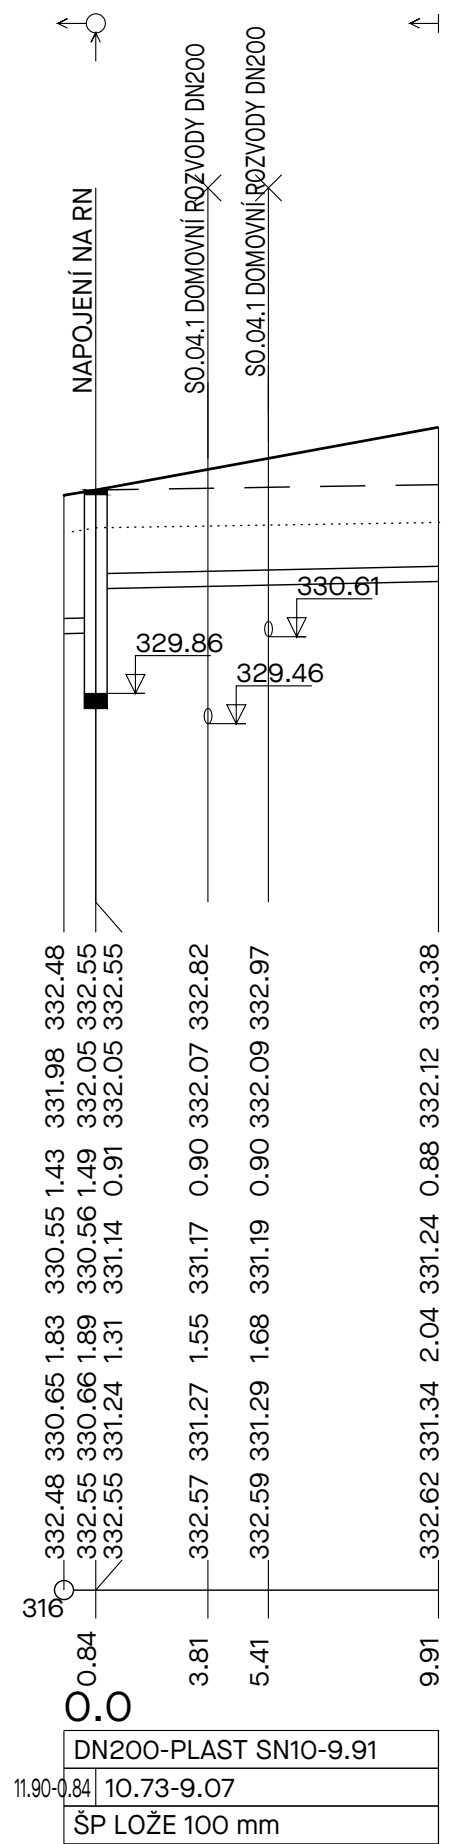 NAPOJENÍ NA RN
SO.04.1 DOMOVNÍ ROZVODY DN200
SO.04.1 DOMOVNÍ ROZVODY DN200
330.61
329.86
329.46
332.48 332.55 332.55 332.82 332.97 333.38
331.98 332.05 332.05 332.07 332.09 332.12
1.43 1.49 0.91 0.90 0.90 0.88
330.55 330.56 331.14 331.17 331.19 331.24
1.83 1.89 1.31 1.55 1.68 2.04
330.65 330.66 331.24 331.27 331.29 331.34
332.48 332.55 332.55 332.57 332.59 332.62
316
0.84 3.81 5.41 9.91
0.0
DN200-PLAST SN10-9.91
11.90-0.84 10.73-9.07
ŠP LOŽE 100 mm